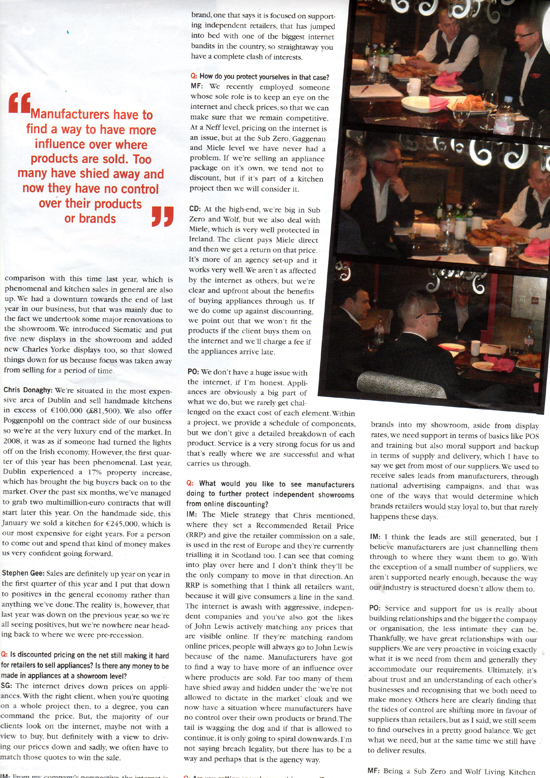 “Manufacturers have to
find a way to have more
influence over where
products are sold. Too
many have shied away and
now they have no control
over their products
or brands ”
comparison with this time last year, which is
phenomenal and kitchen sales in general are also
up. We had a downturn towards the end of last
year in our business, but that was mainly due to
the fact we undertook some major renovations to
the showroom. We introduced Siematic and put
five new displays in the showroom and added
new Charles Yorke displays too, so that slowed
things down for us because focus was taken away
from selling for a period of time.
Chris Donaghy: We're situated in the most expen-
sive area of Dublin and sell handmade kitchens
in excess of €100,000 (£81,500). We also offer
Poggenpohl on the contract side of our business
so we're at the very luxury end of the market. In
2008, it was as if someone had turned the lights
off on the Irish economy. However, the first quar-
ter of this year has been phenomenal. Last year,
Dublin experienced a 17% property increase,
which has brought the big buyers back on to the
market. Over the past six months, we've managed
to grab two multimillion-euro contracts that will
start later this year. On the handmade side, this
January we sold a kitchen for €245,000, which is
our most expensive for eight years. For a person
to come out and spend that kind of money makes
us very confident going forward.
Stephen Gee: Sales are definitely up year on year in
the first quarter of this year and I put that down
to positives in the general economy rather than
anything we've done. The reality is, however, that
last year was down on the previous year, so we're
all seeing positives, but we're nowhere near head-
ing back to where we were pre-recession.
Q: Is discounted pricing on the net still making it hard
for retailers to sell appliances? Is there any money to be
made in appliances at a showroom level?
SG: The internet drives down prices on appli-
ances. With the right client, when you're quoting
on a whole project then, to a degree, you can
command the price. But, the majority of our
clients look on the internet, maybe not with a
view to buy, but definitely with a view to driv-
ing our prices down and sadly, we often have to
match those quotes to win the sale.
brand, one that says it is focused on support-
ing independent retailers, that has jumped
into bed with one of the biggest internet
bandits in the country, so straightaway you
have a complete clash of interests.
Q: How do you protect yourselves in that case?
MF: We recently employed someone
whose sole role is to keep an eye on the
internet and check prices, so that we can
make sure that we remain competitive.
At a Neff level, pricing on the internet is
an issue, but at the Sub Zero, Gaggenau
and Miele level we have never had a
problem. If we're selling an appliance
package on it's own, we tend not to
discount, but if it's part of a kitchen
project then we will consider it.
CD: At the high-end, we're big in Sub
Zero and Wolf, but we also deal with
Miele, which is very well protected in
Ireland. The client pays Miele direct
and then we get a return on that price.
It's more of an agency set-up and it
works very well. We aren't as affected
by the internet as others, but we're
clear and upfront about the benefits
of buying appliances through us. If
we do come up against discounting,
we point out that we won't fit the
products if the client buys them on
the internet and we'll charge a fee if
the appliances arrive late.
PO: We don't have a huge issue with
the internet, if I'm honest. Appli-
ances are obviously a big part of
what we do, but we rarely get chal-
lenged on the exact cost of each element. Within
a project, we provide a schedule of components,
but we don't give a detailed breakdown of each
product. Service is a very strong focus for us and
that's really where we are successful and what
carries us through.
Q: What would you like to see manufacturers
doing to further protect independent showrooms
from online discounting?
IM: The Miele strategy that Chris mentioned,
where they set a Recommended Retail Price
(RRP) and give the retailer commission on a sale,
is used in the rest of Europe and they're currently
trialling it in Scotland too. I can see that coming
into play over here and I don't think they'll be
the only company to move in that direction. An
RRP is something that I think all retailers want,
because it will give consumers a line in the sand.
The internet is awash with aggressive, indepen-
dent companies and you've also got the likes
of John Lewis actively matching any prices that
are visible online. If they're matching random
online prices, people will always go to John Lewis
because of the name. Manufacturers have got
to find a way to have more of an influence over
where products are sold. Far too many of them
have shied away and hidden under the 'we're not
allowed to dictate in the market' cloak and we
now have a situation where manufacturers have
no control over their own products or brand. The
tail is wagging the dog and if that is allowed to
continue, it is only going to spiral downwards. I'm
not saying breach legality, but there has to be a
way and perhaps that is the agency way.
brands into my showroom, aside from display
rates, we need support in terms of basics like POS
and training but also moral support and backup
in terms of supply and delivery, which I have to
say we get from most of our suppliers. We used to
receive sales leads from manufacturers, through
national advertising campaigns, and that was
one of the ways that would determine which
brands retailers would stay loyal to, but that rarely
happens these days.
IM: I think the leads are still generated, but I
believe manufacturers are just channelling them
through to where they want them to go. With
the exception of a small number of suppliers, we
aren't supported nearly enough, because the way
our industry is structured doesn't allow them to.
PO: Service and support for us is really about
building relationships and the bigger the company
or organisation, the less intimate they can be.
Thankfully, we have great relationships with our
suppliers. We are very proactive in voicing exactly
what it is we need from them and generally they
accommodate our requirements. Ultimately, it's
about trust and an understanding of each other's
businesses and recognising that we both need to
make money. Others here are clearly finding that
the tides of control are shifting more in favour of
suppliers than retailers, but as I said, we still seem
to find ourselves in a pretty good balance. We get
what we need, but at the same time we still have
to deliver results.
MF: Being a Sub Zero and Wolf Living Kitchen